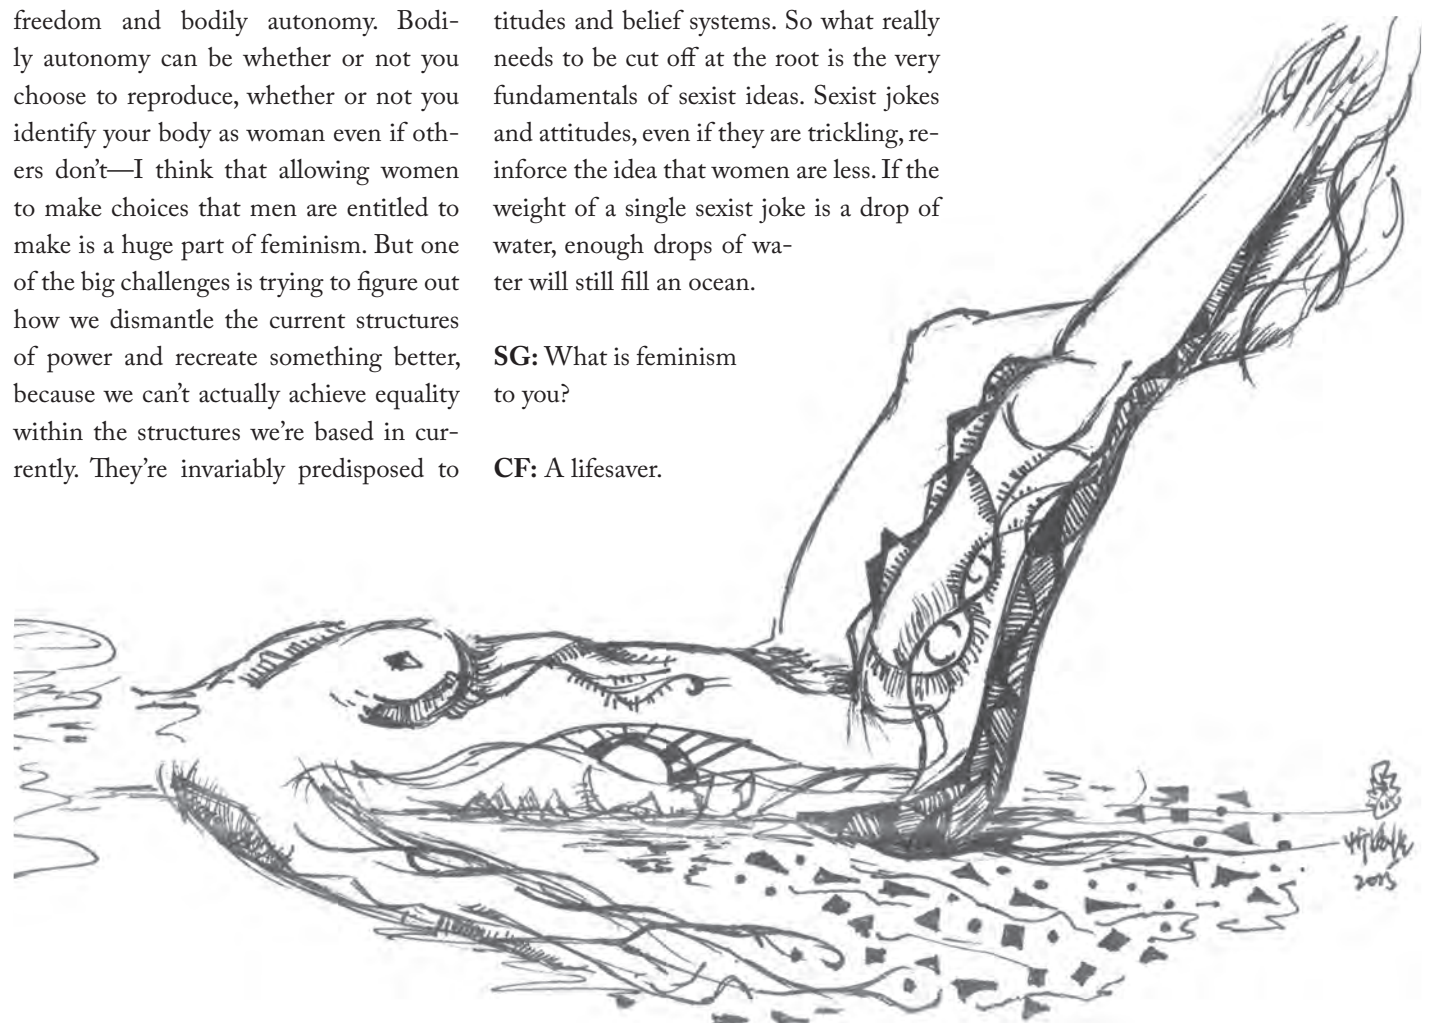 freedom and bodily autonomy. Bodi-
ly autonomy can be whether or not you
choose to reproduce, whether or not you
identify your body as woman even if oth-
ers don’t—I think that allowing women
to make choices that men are entitled to
make is a huge part of feminism. But one
of the big challenges is trying to figure out
how we dismantle the current structures
of power and recreate something better,
because we can’t actually achieve equality
within the structures we’re based in cur-
rently. They’re invariably predisposed to
titudes and belief systems. So what really
needs to be cut off at the root is the very
fundamentals of sexist ideas. Sexist jokes
and attitudes, even if they are trickling, re-
inforce the idea that women are less. If the
weight of a single sexist joke is a drop of
water, enough drops of wa-
ter will still fill an ocean.
SG: What is feminism
to you?
CF: A lifesaver.
2013